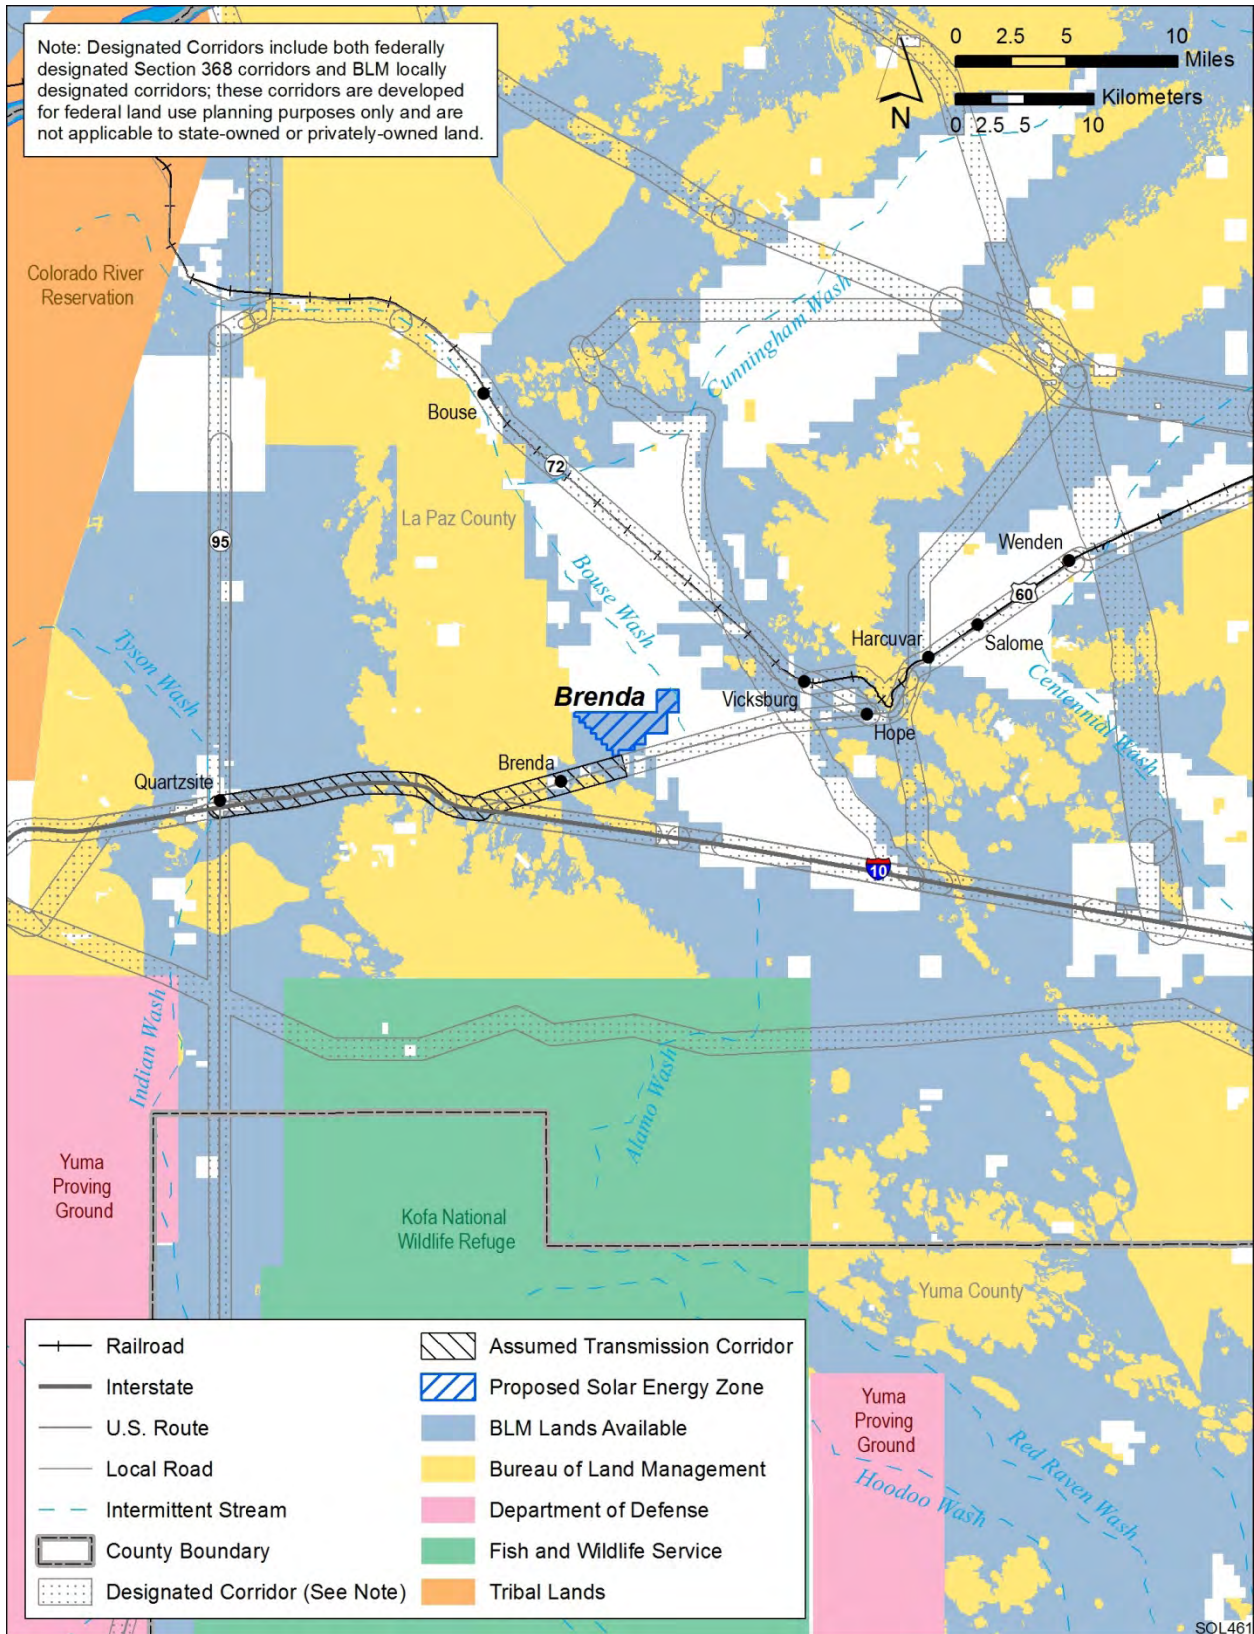 Note: Designated Corridors include both federally
designated Section 368 corridors and BLM locally
designated corridors; these corridors are developed
for federal land use planning purposes only and are
not applicable to state-owned or privately-owned land.
0 2.5 5 10
Miles
Kilometers
0 2.5 5 10
N
Colorado River
Reservation
Cunningham Wash
Bouse
72
La Paz County
95
Wenden
Bouse Wash
60
Harcuvar
Salome
Tyson Wash
Brenda
Vicksburg
Centennial Wash
Hope
Brenda
Quartzsite
10
Indian Wash
Alamo Wash
Yuma
Proving
Ground
Kofa National
Wildlife Refuge
Yuma County
Yuma
Proving
Ground
Red Raven Wash
Hoodoo Wash
Railroad
Interstate
U.S. Route
Local Road
Intermittent Stream
County Boundary
Designated Corridor (See Note)
Assumed Transmission Corridor
Proposed Solar Energy Zone
BLM Lands Available
Bureau of Land Management
Department of Defense
Fish and Wildlife Service
Tribal Lands
SOL461